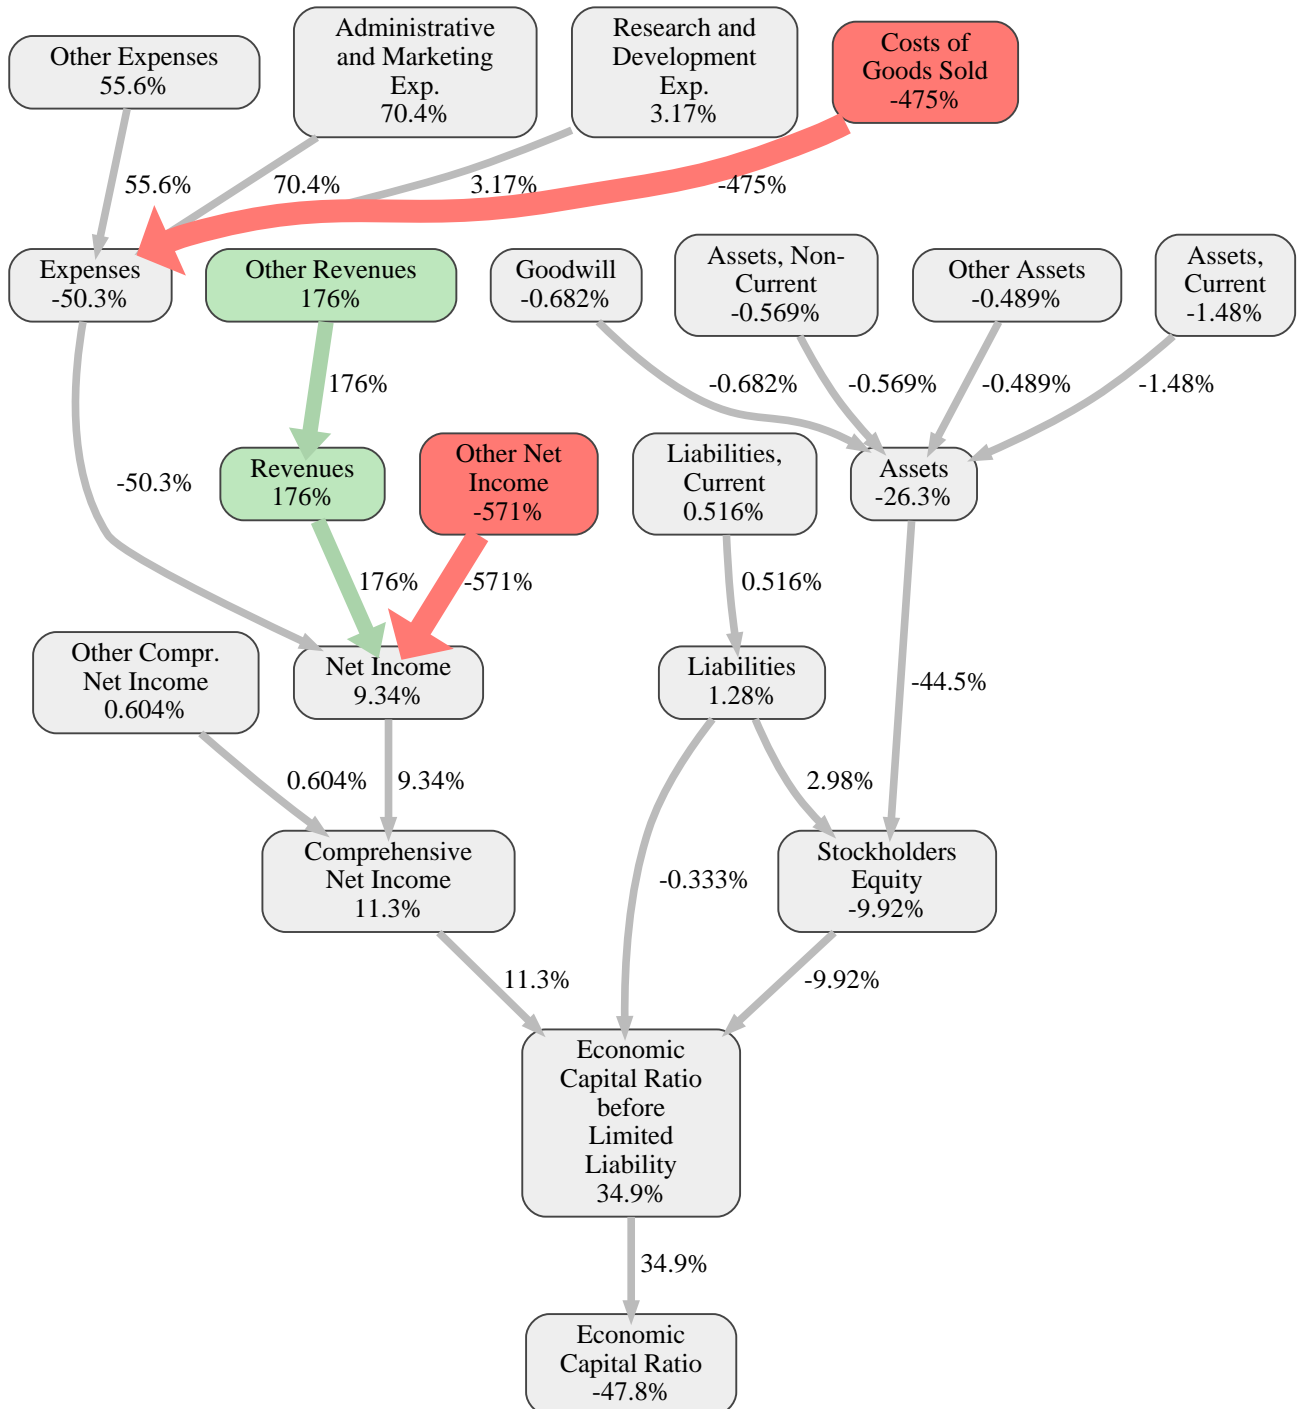 Other Expenses
55.6%
Administrative
and Marketing
Exp.
70.4%
Research and
Development
Exp.
3.17%
Costs of
Goods Sold
-475%
55.6%
70.4%
3.17%
-475%
Expenses
-50.3%
Other Revenues
176%
Goodwill
-0.682%
Assets, Non-
Current
-0.569%
Other Assets
-0.489%
Assets,
Current
-1.48%
176%
-0.682%
-0.569%
-0.489%
-1.48%
-50.3%
Revenues
176%
Other Net
Income
-571%
Liabilities,
Current
0.516%
Assets
-26.3%
176%
-571%
0.516%
Other Compr.
Net Income
0.604%
Net Income
9.34%
Liabilities
1.28%
-44.5%
0.604%
9.34%
2.98%
Comprehensive
Net Income
11.3%
-0.333%
Stockholders
Equity
-9.92%
11.3%
-9.92%
Economic
Capital Ratio
before
Limited
Liability
34.9%
34.9%
Economic
Capital Ratio
-47.8%